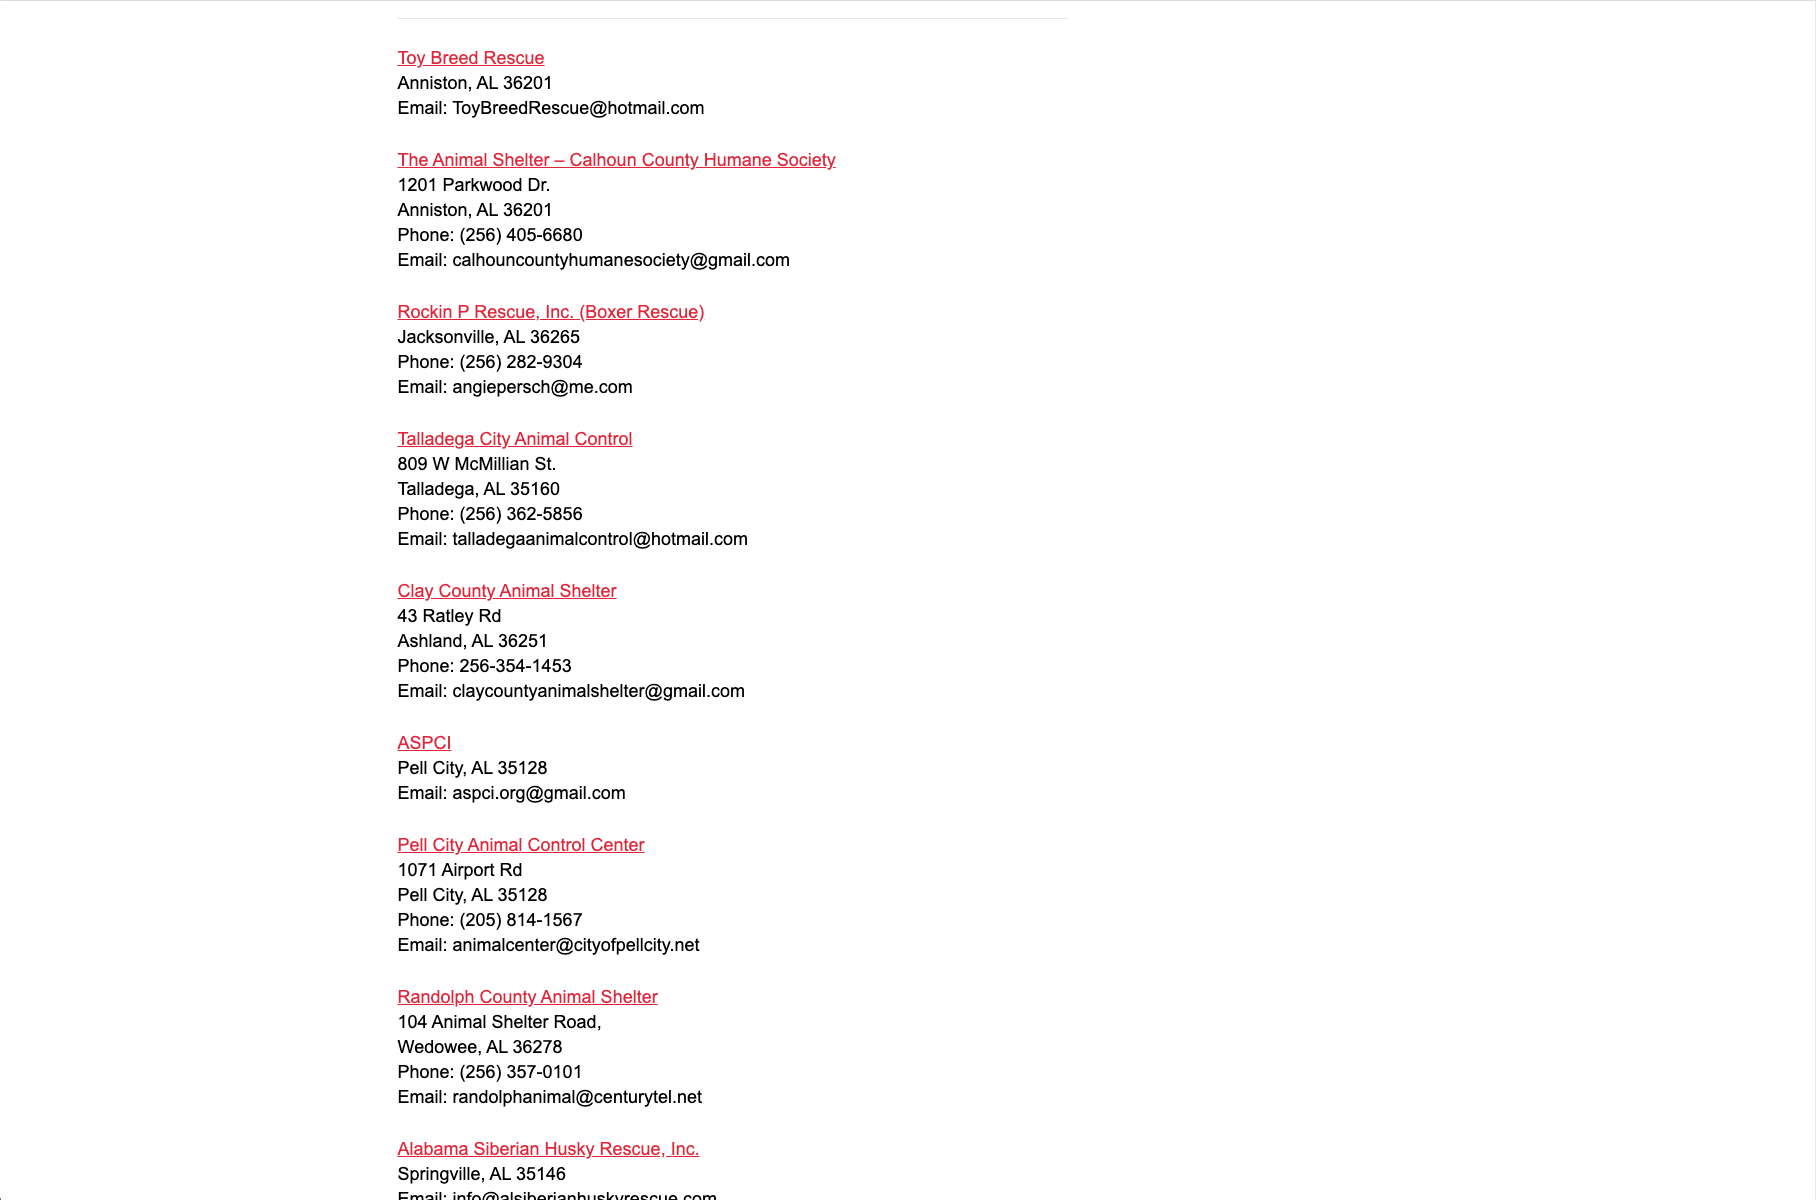 Toy Breed Rescue
Anniston, AL 36201
Email: ToyBreedRescue@hotmail.com
The Animal Shelter – Calhoun County Humane Society
1201 Parkwood Dr.
Anniston, AL 36201
Phone: (256) 405-6680
Email: calhouncountyhumanesociety@gmail.com
Rockin P Rescue, Inc. (Boxer Rescue)
Jacksonville, AL 36265
Phone: (256) 282-9304
Email: angiepersch@me.com
Talladega City Animal Control
809 W McMillian St.
Talladega, AL 35160
Phone: (256) 362-5856
Email: talladegaanimalcontrol@hotmail.com
Clay County Animal Shelter
43 Ratley Rd
Ashland, AL 36251
Phone: 256-354-1453
Email: claycountyanimalshelter@gmail.com
ASPCI
Pell City, AL 35128
Email: aspci.org@gmail.com
Pell City Animal Control Center
1071 Airport Rd
Pell City, AL 35128
Phone: (205) 814-1567
Email: animalcenter@cityofpellcity.net
Randolph County Animal Shelter
104 Animal Shelter Road,
Wedowee, AL 36278
Phone: (256) 357-0101
Email: randolphanimal@centurytel.net
Alabama Siberian Husky Rescue, Inc.
Springville, AL 35146
Email: info@alsiberianhuskyrescue.com